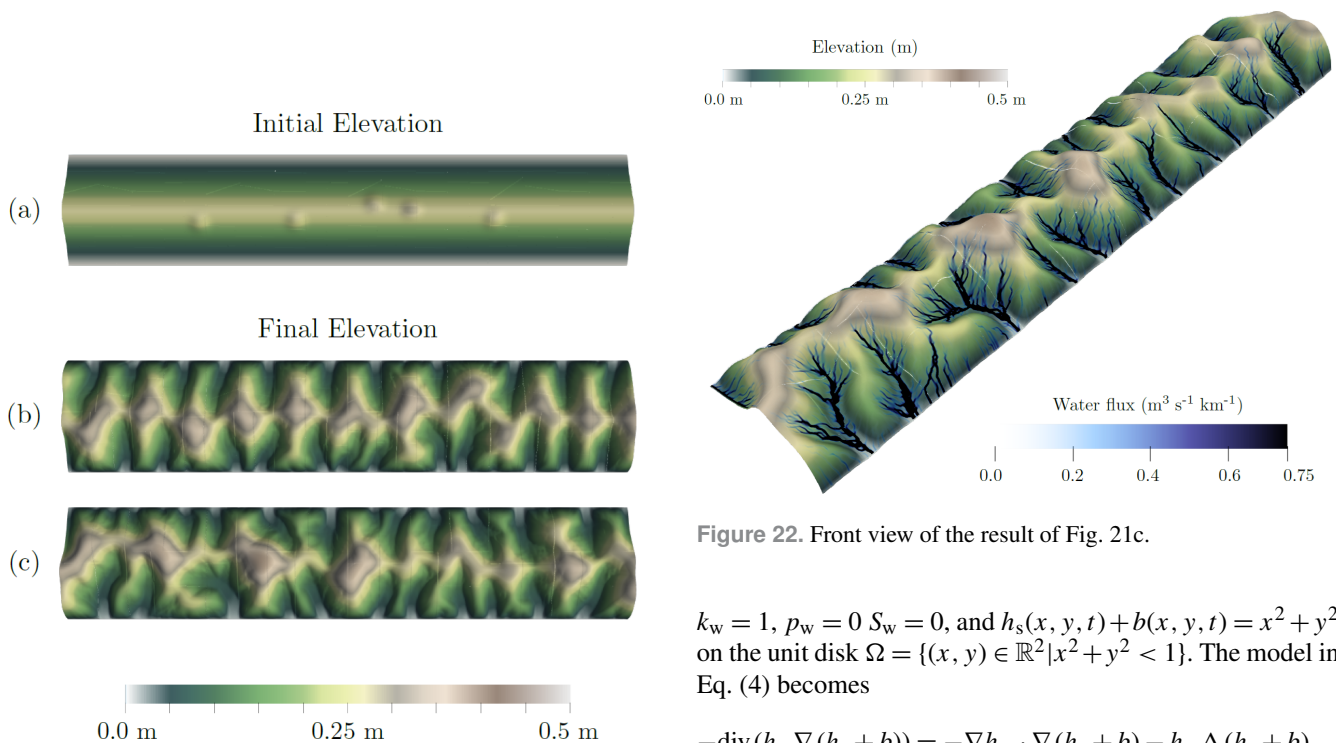 Initial Elevation
(a)
Final Elevation
(b)
(c)
0.0 m 0.25 m 0.5 m
Elevation (m)
0.0 m 0.25 m 0.5 m
Water flux (m³ s⁻¹ km⁻¹)
0.0 0.2 0.4 0.6 0.75
Figure 22. Front view of the result of Fig. 21c.
k_w = 1, p_w = 0 S_w = 0, and h_s(x, y, t) + b(x, y, t) = x² + y²
on the unit disk Ω = {(x, y) ∈ ℝ²|x² + y² < 1}. The model in
Eq. (4) becomes